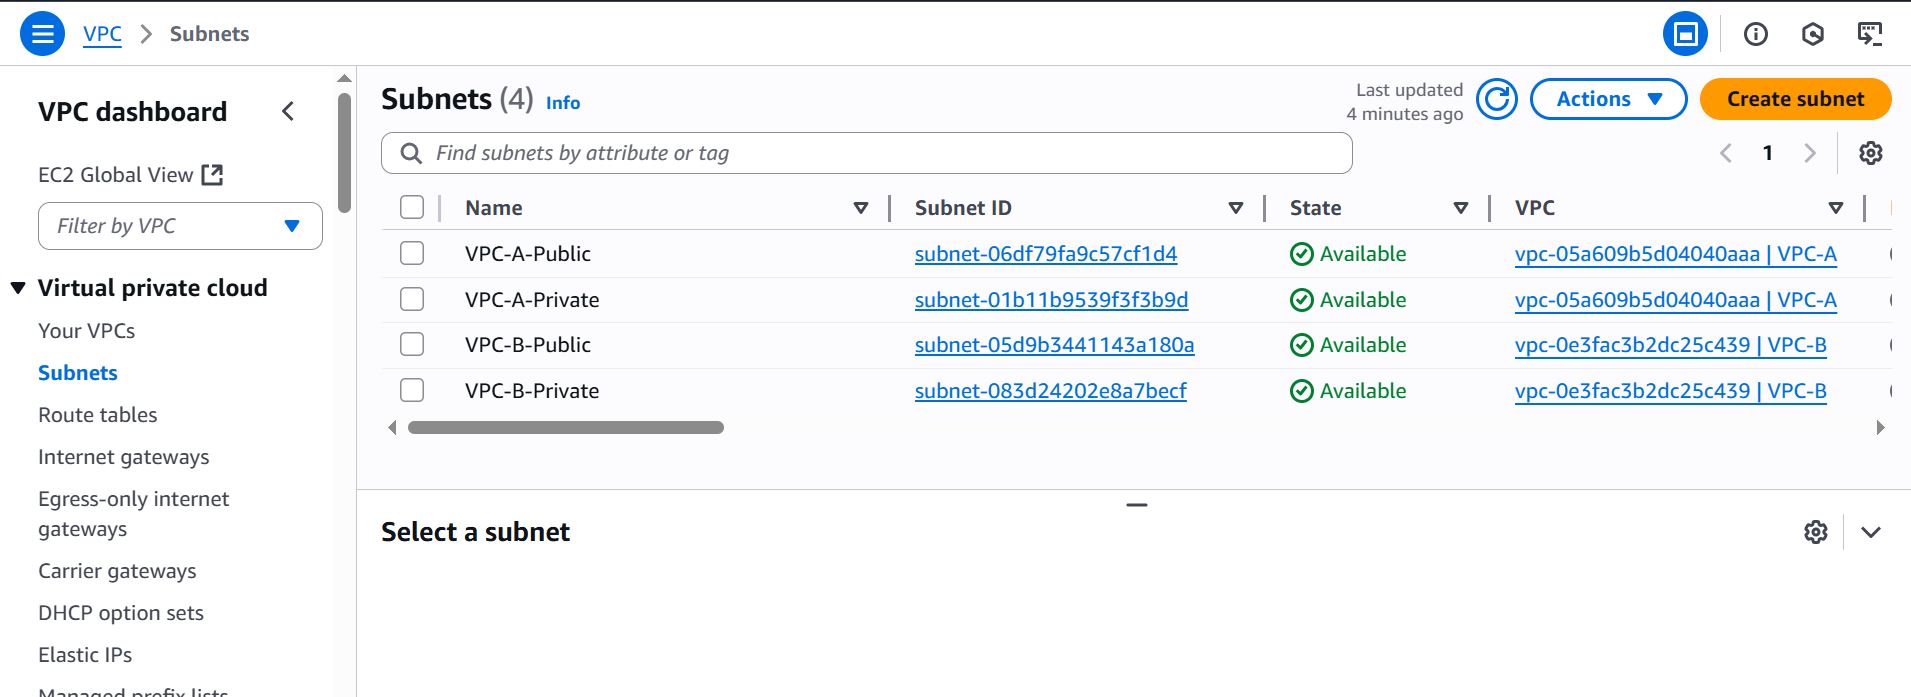 VPC > Subnets
VPC dashboard
EC2 Global View
Filter by VPC
Virtual private cloud
Your VPCs
Subnets
Route tables
Internet gateways
Egress-only internet
gateways
Carrier gateways
DHCP option sets
Elastic IPs
Managed prefix lists
Subnets (4) Info
Last updated
4 minutes ago
Actions
Create subnet
Find subnets by attribute or tag
1
Name Subnet ID State VPC
VPC-A-Public subnet-06df79fa9c57cf1d4 Available vpc-05a609b5d04040aaa | VPC-A
VPC-A-Private subnet-01b11b9539f3f3b9d Available vpc-05a609b5d04040aaa | VPC-A
VPC-B-Public subnet-05d9b3441143a180a Available vpc-0e3fac3b2dc25c439 | VPC-B
VPC-B-Private subnet-083d24202e8a7becf Available vpc-0e3fac3b2dc25c439 | VPC-B
Select a subnet